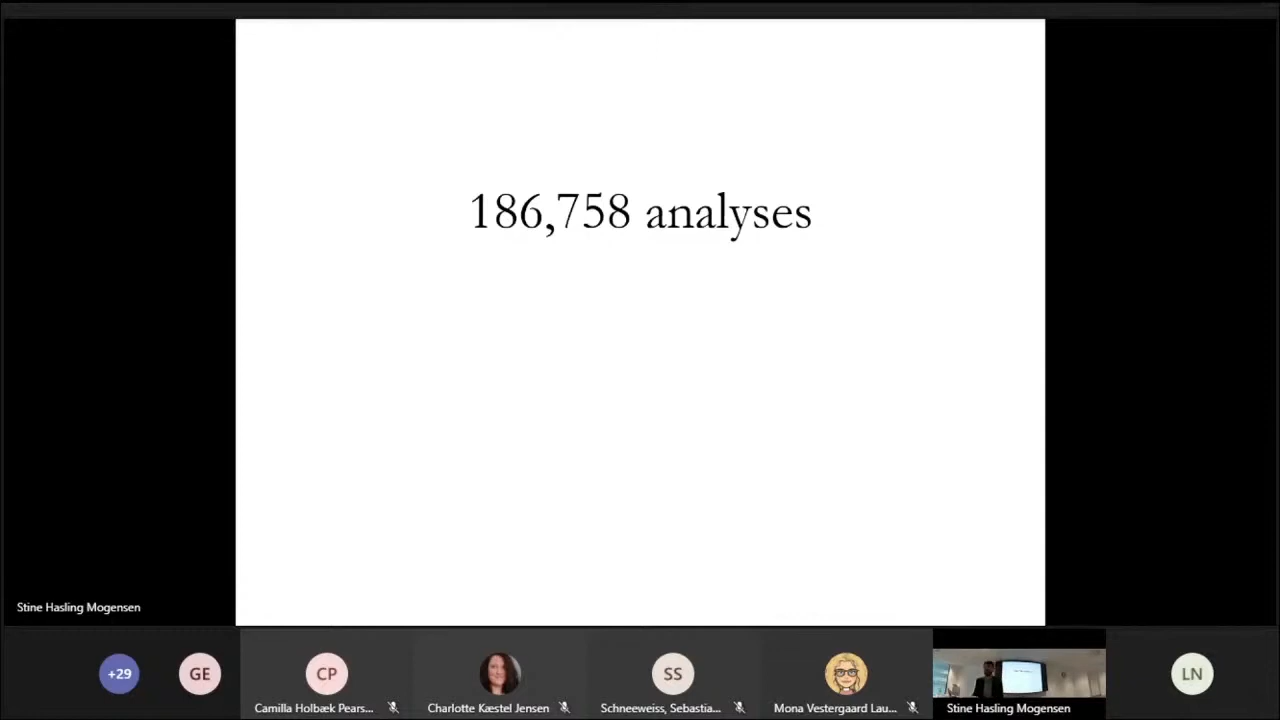 186,758 analyses
Stine Hasling Mogensen
+29
GE
CP
SS
LN
Camilla Holbæk Pears...
Charlotte Kæstel Jensen
Schneeweiss, Sebastia...
Mona Vestergaard Lau...
Stine Hasling Mogensen